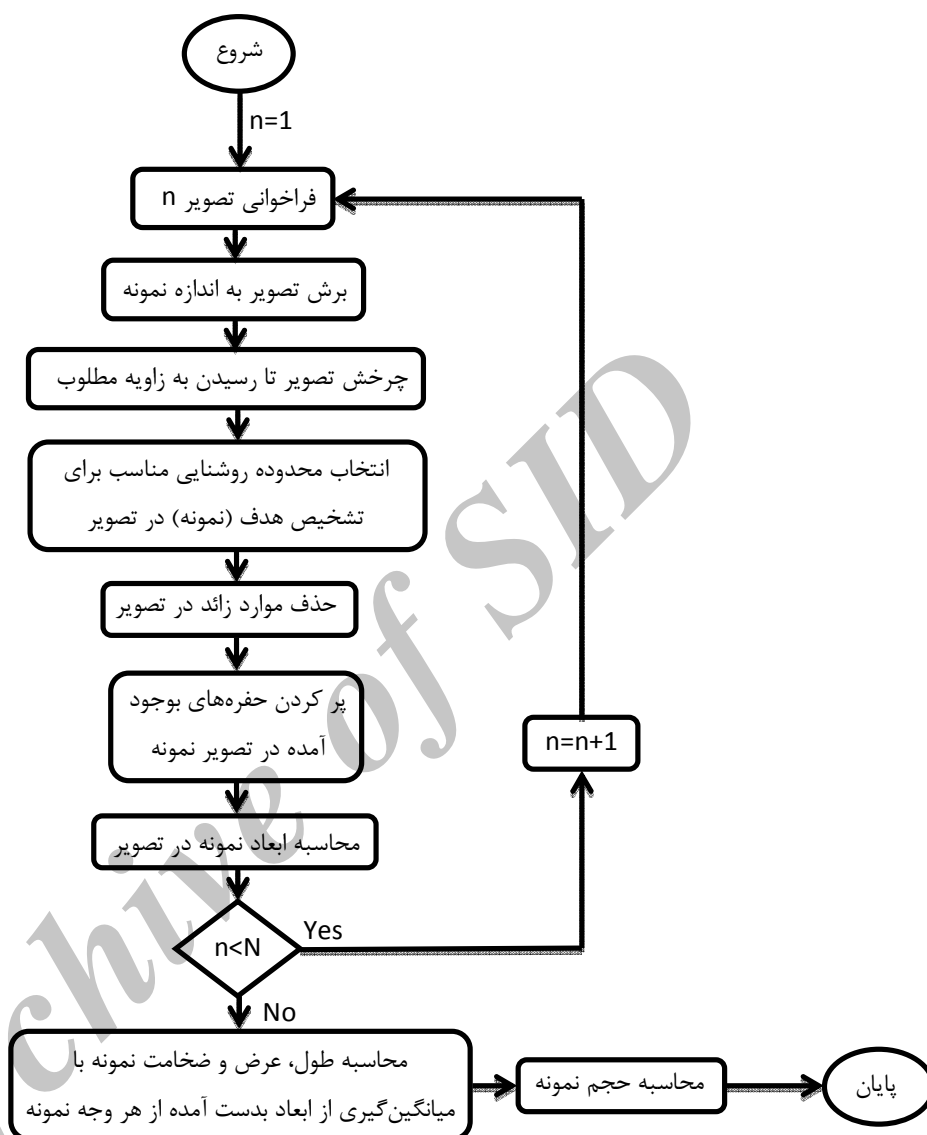 شروع
n=1
فراخوانی تصویر n
برش تصویر به اندازه نمونه
چرخش تصویر تا رسیدن به زاویه مطلوب
انتخاب محدوده روشنایی مناسب برای
تشخیص هدف (نمونه) در تصویر
حذف موارد زائد در تصویر
پر کردن حفره‌های بوجود
آمده در تصویر نمونه
محاسبه ابعاد نمونه در تصویر
n<N
Yes
n=n+1
No
محاسبه طول، عرض و ضخامت نمونه با
میانگین‌گیری از ابعاد بدست آمده از هر وجه نمونه
محاسبه حجم نمونه
پایان
chive of SID